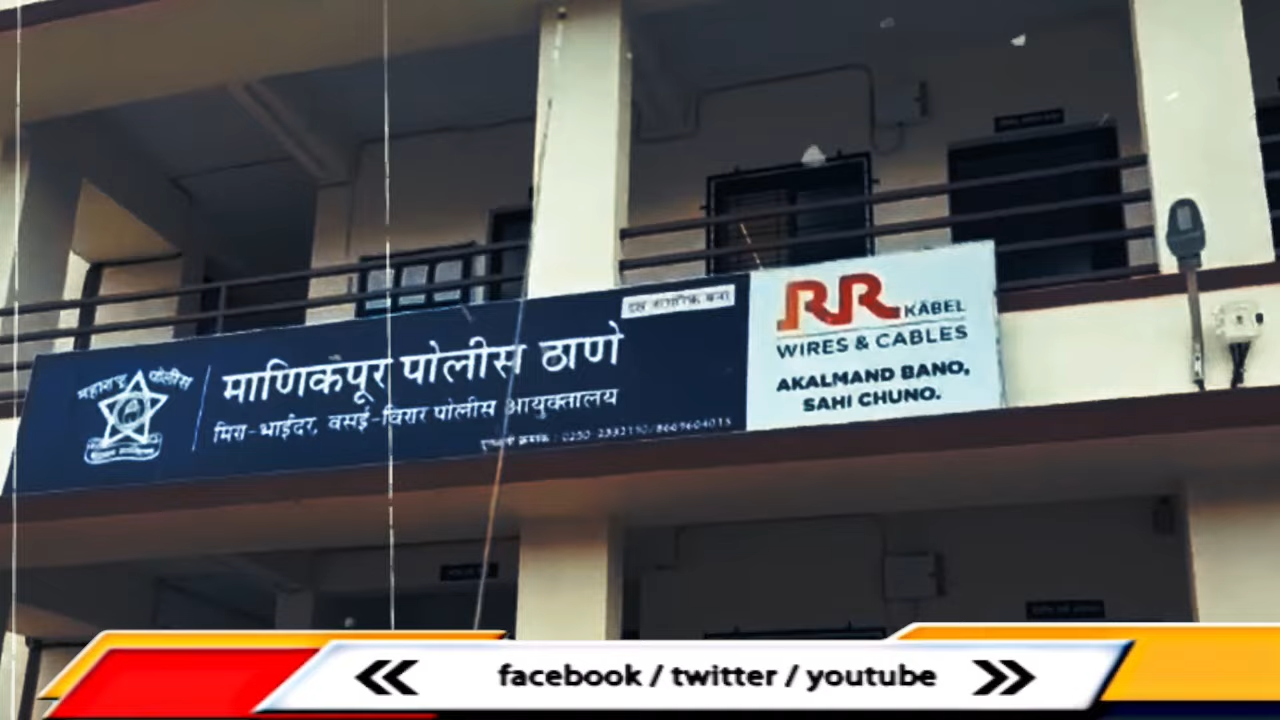 महाराष्ट्र पोलीस
माणिकपूर पोलीस ठाणे
मिरा-भाईंदर, वसई-विरार पोलीस आयुक्तालय
RR KABEL
WIRES & CABLES
AKALMAND BANO,
SAHI CHUNO.
facebook / twitter / youtube